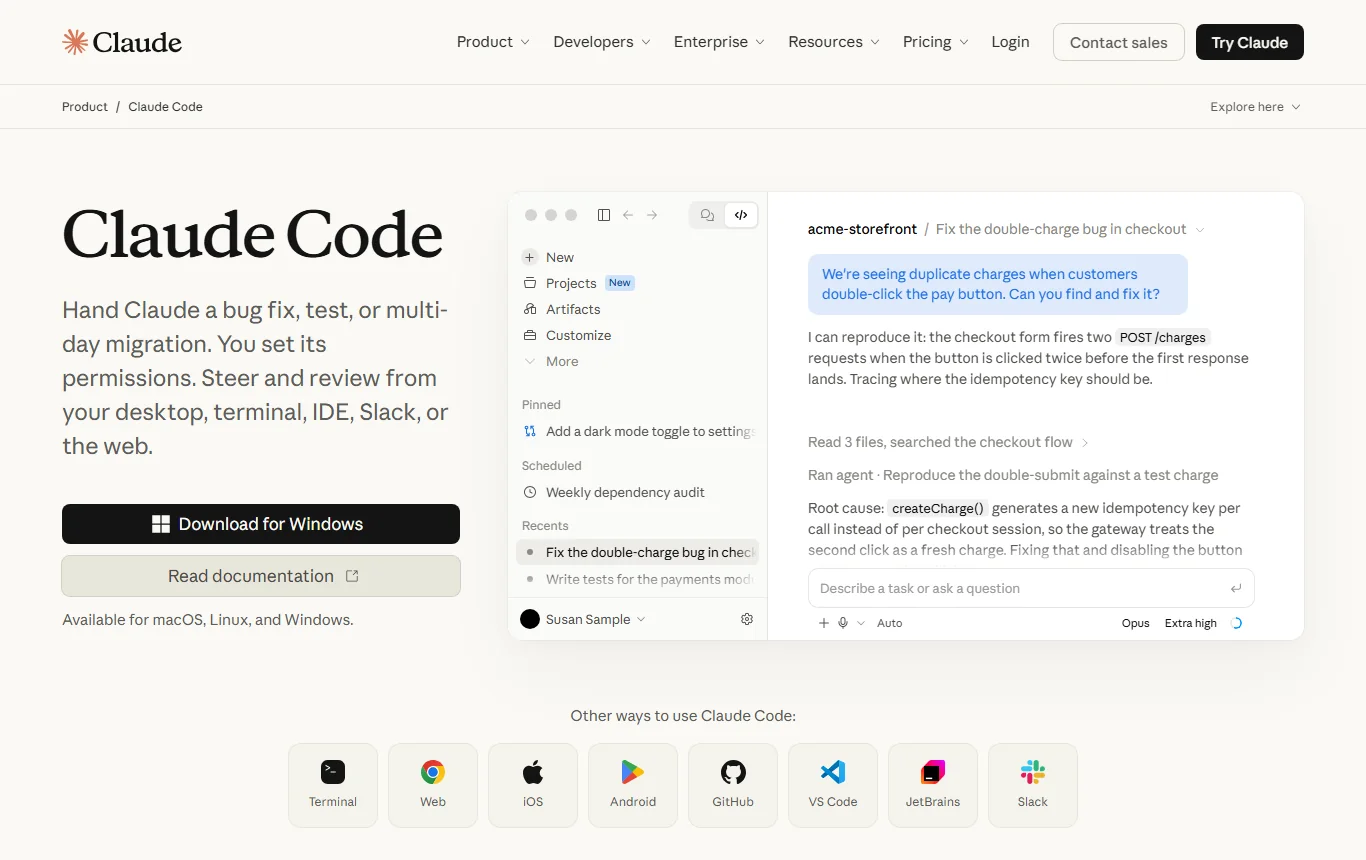 Claude
Product
Developers
Enterprise
Resources
Pricing
Login
Contact sales
Try Claude
Product / Claude Code
Explore here
Claude Code
Hand Claude a bug fix, test, or multi-
day migration. You set its
permissions. Steer and review from
your desktop, terminal, IDE, Slack, or
the web.
Download for Windows
Read documentation
Available for macOS, Linux, and Windows.
New
Projects New
Artifacts
Customize
More
Pinned
Add a dark mode toggle to settings
Scheduled
Weekly dependency audit
Recents
Fix the double-charge bug in chec
Write tests for the payments mod
Susan Sample
acme-storefront / Fix the double-charge bug in checkout
We're seeing duplicate charges when customers
double-click the pay button. Can you find and fix it?
I can reproduce it: the checkout form fires two POST /charges
requests when the button is clicked twice before the first response
lands. Tracing where the idempotency key should be.
Read 3 files, searched the checkout flow
Ran agent · Reproduce the double-submit against a test charge
Root cause: createCharge() generates a new idempotency key per
call instead of per checkout session, so the gateway treats the
second click as a fresh charge. Fixing that and disabling the button
Describe a task or ask a question
Auto
Opus
Extra high
Other ways to use Claude Code:
Terminal
Web
iOS
Android
GitHub
VS Code
JetBrains
Slack